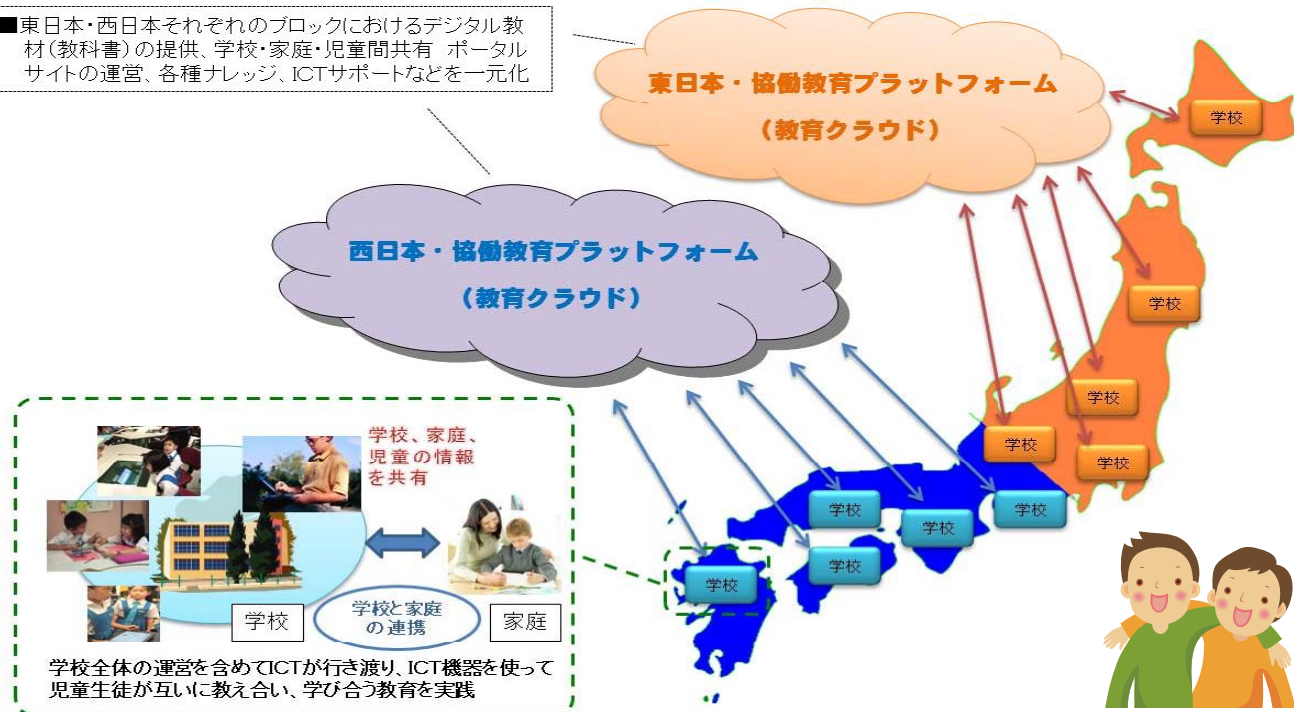 ■東日本・西日本それぞれのブロックにおけるデジタル教
材(教科書)の提供、学校・家庭・児童間共有 ポータル
サイトの運営、各種ナレッジ、ICTサポートなどを一元化
東日本・協働教育プラットフォーム
(教育クラウド)
西日本・協働教育プラットフォーム
(教育クラウド)
学校
学校
学校
学校
学校
学校
学校
学校
学校
学校
学校、家庭、
児童の情報
を共有
学校
学校と家庭
の連携
家庭
学校全体の運営を含めてICTが行き渡り、ICT機器を使って
児童生徒が互いに教え合い、学び合う教育を実践